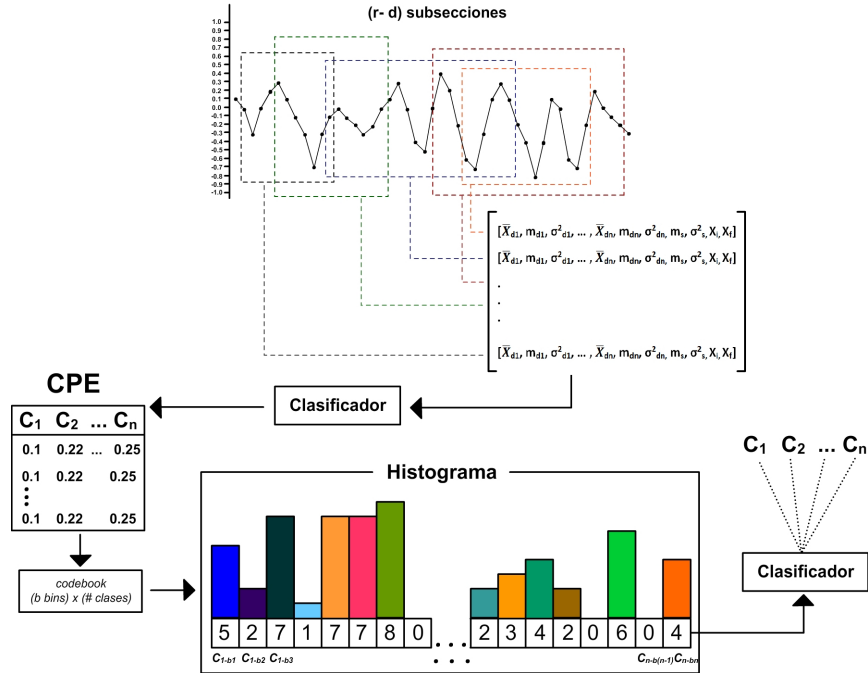 (r- d) subsecciones
1.0
0.9
0.8
0.7
0.6
0.5
0.4
0.3
0.2
0.1
0.0
-0.1
-0.2
-0.3
-0.4
-0.5
-0.6
-0.7
-0.8
-0.9
-1.0
[X̅d1, md1, σ²d1, ... , X̅dn, mdn, σ²dn, ms, σ²s, Xi, Xf]
[X̅d1, md1, σ²d1, ... , X̅dn, mdn, σ²dn, ms, σ²s, Xi, Xf]
.
.
.
[X̅d1, md1, σ²d1, ... , X̅dn, mdn, σ²dn, ms, σ²s, Xi, Xf]
CPE
Clasificador
C1 C2 ... Cn
0.1 0.22 ... 0.25
0.1 0.22 0.25
0.1 0.22 0.25
codebook
(b bins) x (# clases)
Histograma
5 2 7 1 7 7 8 0 ... 2 3 4 2 0 6 0 4
C1-b1 C1-b2 C1-b3 ... Cn-b(n-1) Cn-bn
C1 C2 ... Cn
Clasificador